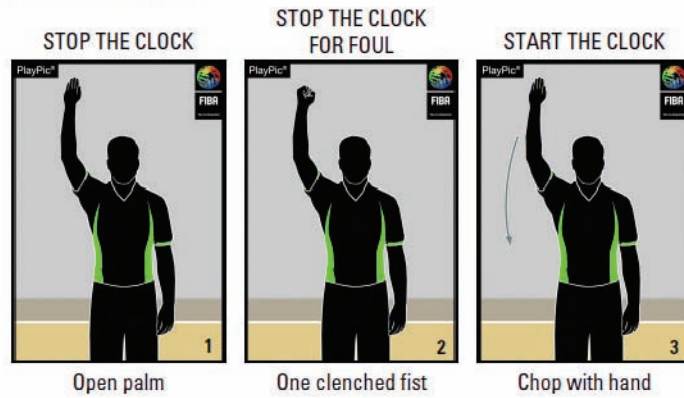 STOP THE CLOCK
STOP THE CLOCK
FOR FOUL
START THE CLOCK
PlayPic®
FIBA
PlayPic®
FIBA
PlayPic®
FIBA
1
2
3
Open palm
One clenched fist
Chop with hand